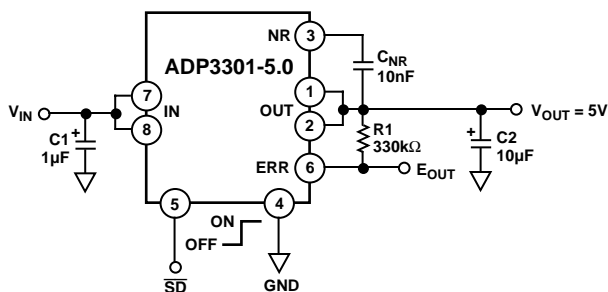 NR
3
ADP3301-5.0
C_NR
10nF
V_IN
7
IN
8
1
OUT
2
V_OUT = 5V
C1
+
1µF
R1
330kΩ
+
C2
10µF
ERR
6
E_OUT
5
4
ON
OFF
SD
GND